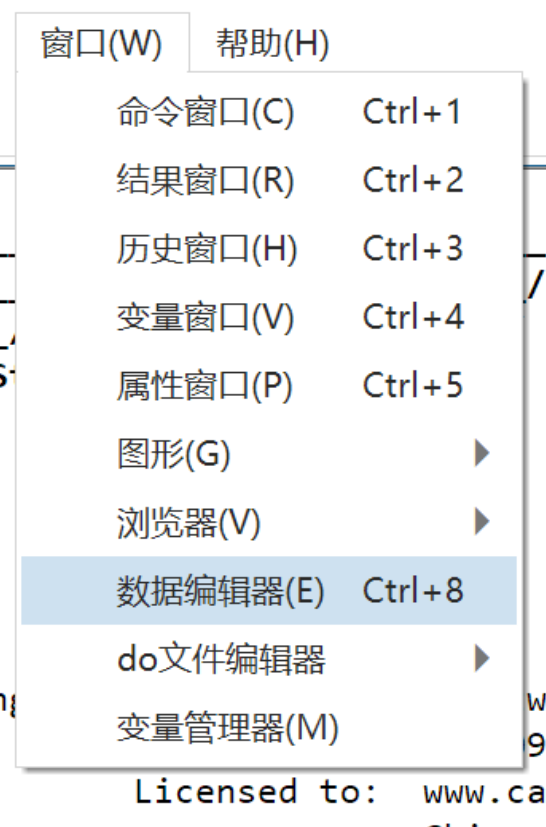 窗口(W) 帮助(H)
命令窗口(C) Ctrl+1
结果窗口(R) Ctrl+2
历史窗口(H) Ctrl+3
变量窗口(V) Ctrl+4
属性窗口(P) Ctrl+5
图形(G)
浏览器(V)
数据编辑器(E) Ctrl+8
do文件编辑器
变量管理器(M)
Licensed to: www.ca